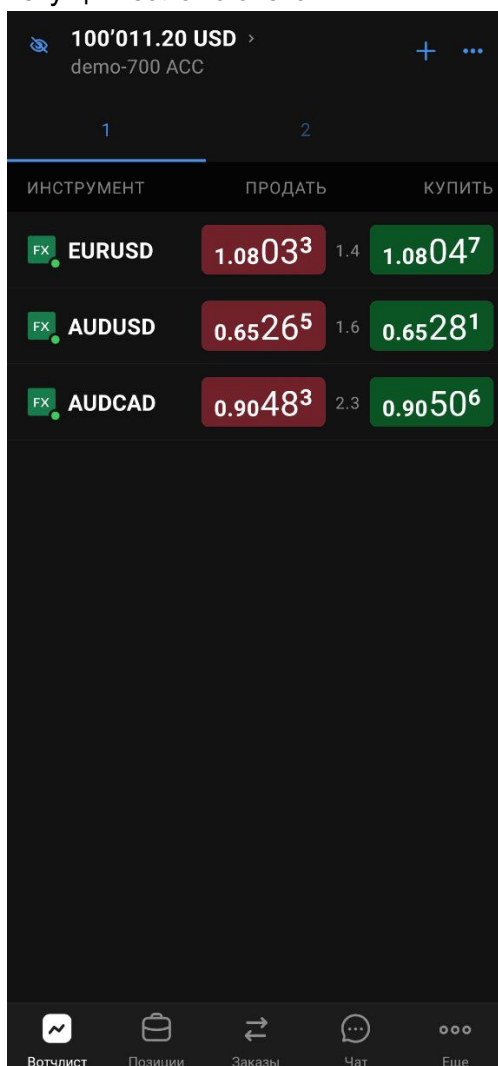 100'011.20 USD >
demo-700 ACC
1 2
ИНСТРУМЕНТ ПРОДАТЬ КУПИТЬ
FX EURUSD 1.08033 1.4 1.08047
FX AUDUSD 0.65265 1.6 0.65281
FX AUDCAD 0.90483 2.3 0.90506
Вотчлист Позиции Заказы Чат Еще